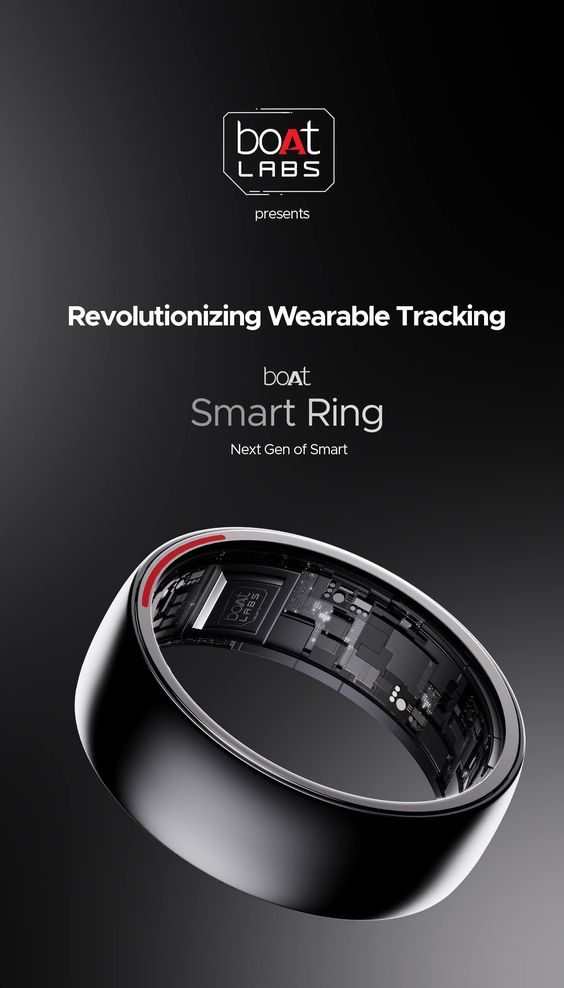 boAt
LABS
presents
Revolutionizing Wearable Tracking
boAt
Smart Ring
Next Gen of Smart
boAt
LABS